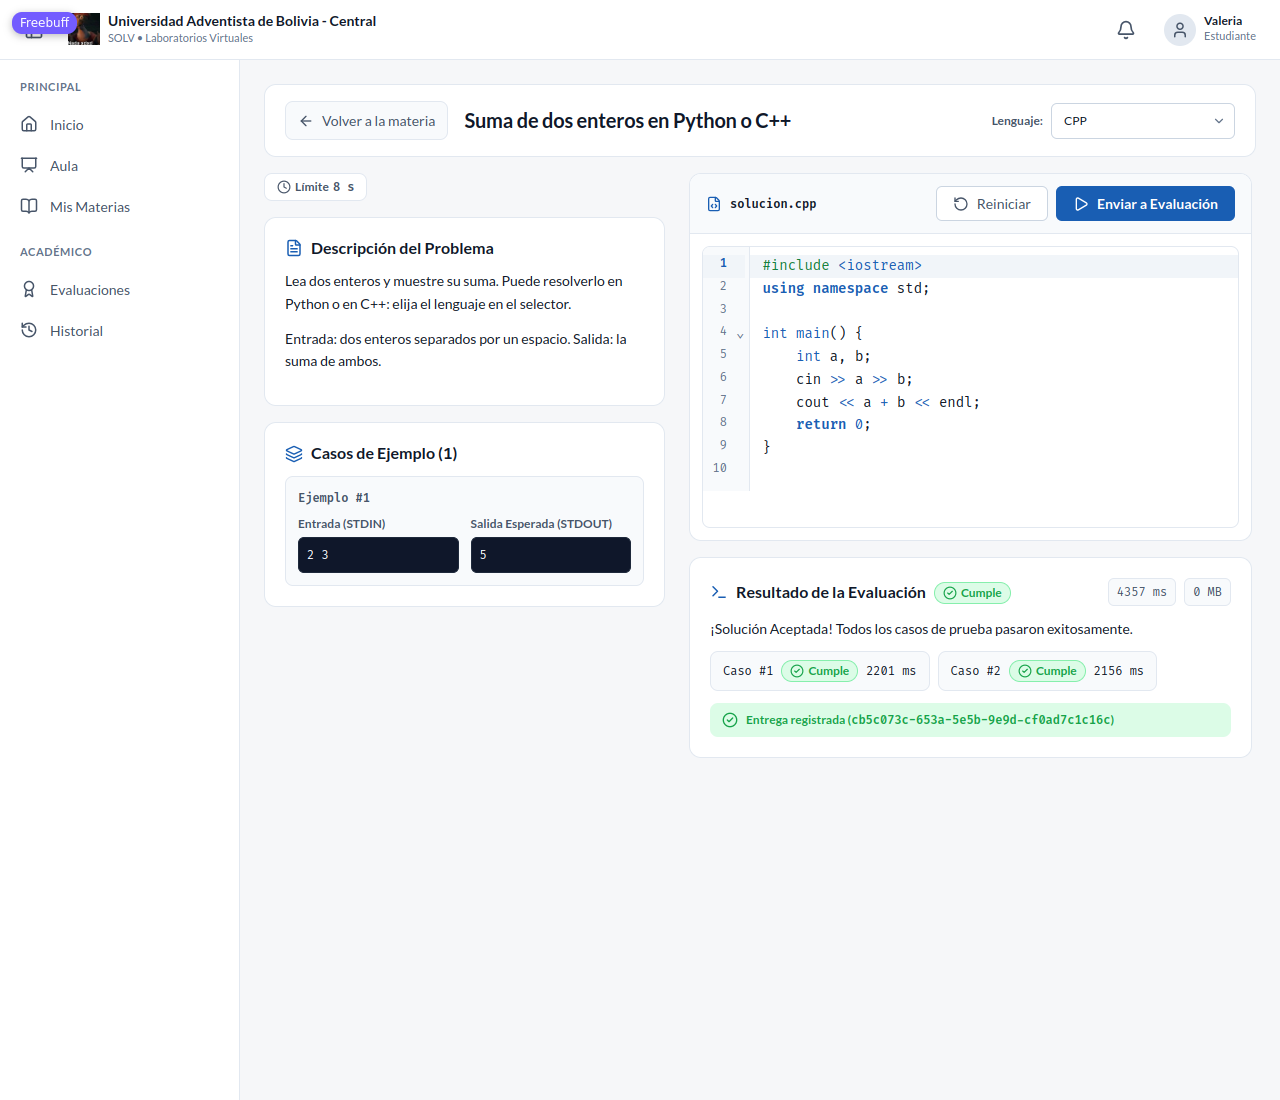 Freebuff
Universidad Adventista de Bolivia - Central
SOLV • Laboratorios Virtuales
Valeria
Estudiante
PRINCIPAL
Inicio
Aula
Mis Materias
ACADÉMICO
Evaluaciones
Historial
Volver a la materia
Suma de dos enteros en Python o C++
Lenguaje:
CPP
Límite 8 s
Descripción del Problema
Lea dos enteros y muestre su suma. Puede resolverlo en
Python o en C++: elija el lenguaje en el selector.
Entrada: dos enteros separados por un espacio. Salida: la
suma de ambos.
Casos de Ejemplo (1)
Ejemplo #1
Entrada (STDIN)
Salida Esperada (STDOUT)
2 3
5
solucion.cpp
Reiniciar
Enviar a Evaluación
1 #include <iostream>
2 using namespace std;
3
4 int main() {
5     int a, b;
6     cin >> a >> b;
7     cout << a + b << endl;
8     return 0;
9 }
10
Resultado de la Evaluación
Cumple
4357 ms
0 MB
¡Solución Aceptada! Todos los casos de prueba pasaron exitosamente.
Caso #1 Cumple 2201 ms
Caso #2 Cumple 2156 ms
Entrega registrada (cb5c073c-653a-5e5b-9e9d-cf0ad7c1c16c)